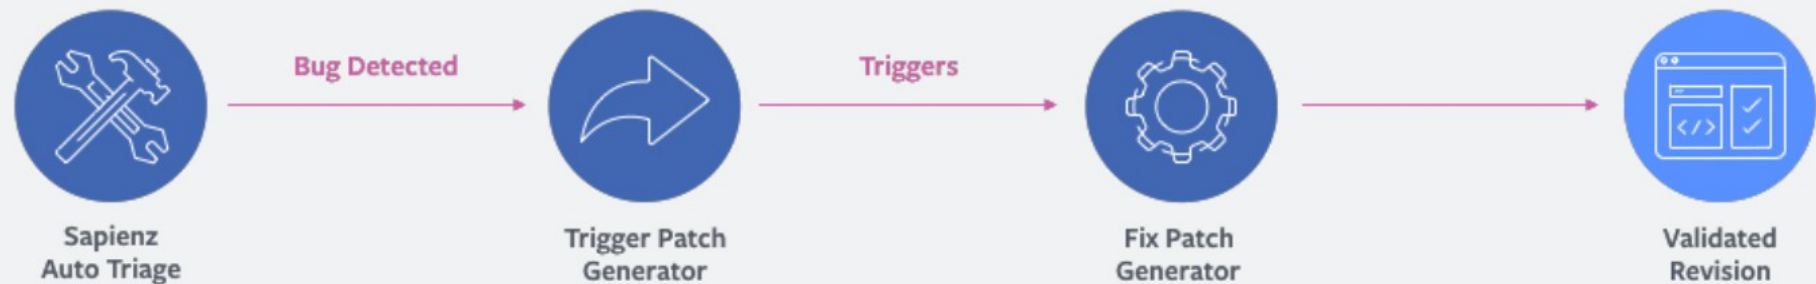 Bug Detected
Triggers
Sapienz
Auto Triage
Trigger Patch
Generator
Fix Patch
Generator
Validated
Revision